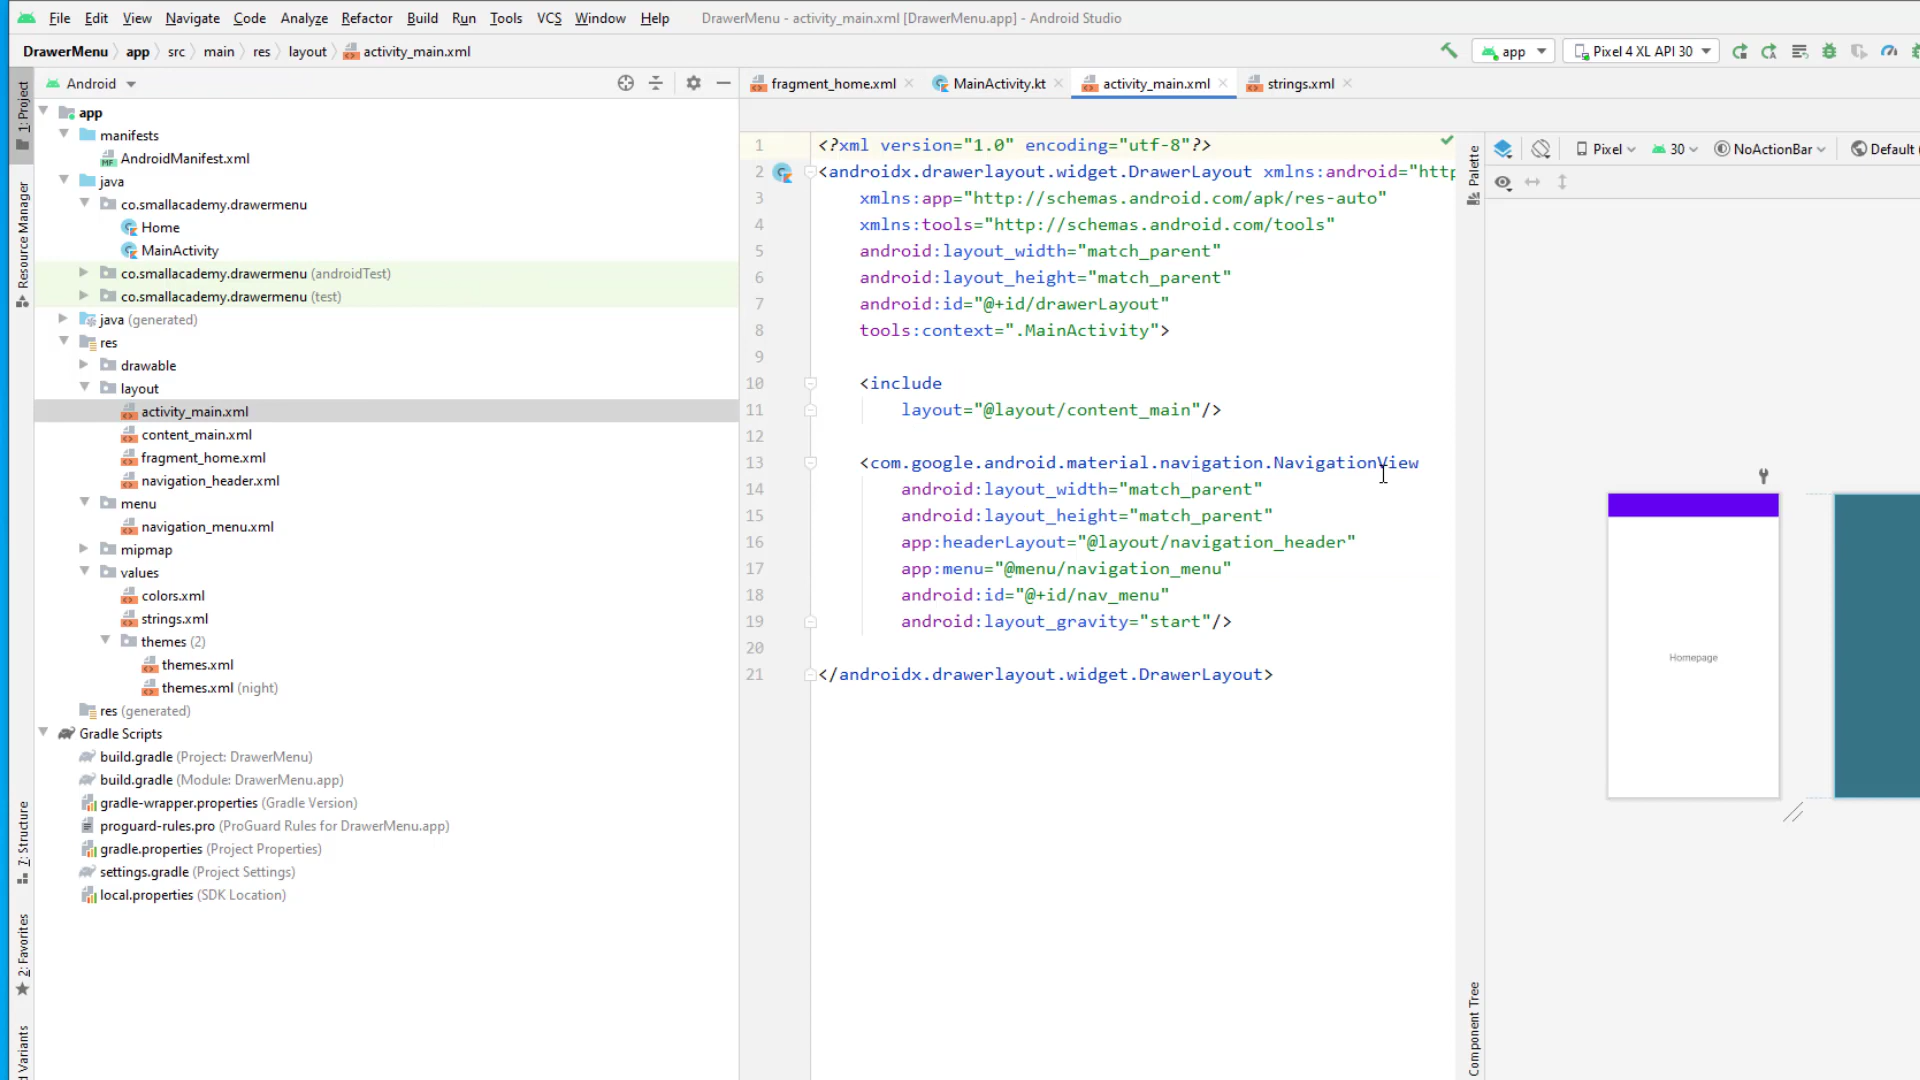 File Edit View Navigate Code Analyze Refactor Build Run Tools VCS Window Help DrawerMenu - activity_main.xml [DrawerMenu.app] - Android Studio
DrawerMenu app src main res layout activity_main.xml app Pixel 4 XL API 30
Android
fragment_home.xml MainActivity.kt activity_main.xml strings.xml
1: Project
Resource Manager
7: Structure
2: Favorites
d Variants
app
manifests
AndroidManifest.xml
java
co.smallacademy.drawermenu
Home
MainActivity
co.smallacademy.drawermenu (androidTest)
co.smallacademy.drawermenu (test)
java (generated)
res
drawable
layout
activity_main.xml
content_main.xml
fragment_home.xml
navigation_header.xml
menu
navigation_menu.xml
mipmap
values
colors.xml
strings.xml
themes (2)
themes.xml
themes.xml (night)
res (generated)
Gradle Scripts
build.gradle (Project: DrawerMenu)
build.gradle (Module: DrawerMenu.app)
gradle-wrapper.properties (Gradle Version)
proguard-rules.pro (ProGuard Rules for DrawerMenu.app)
gradle.properties (Project Properties)
settings.gradle (Project Settings)
local.properties (SDK Location)
1 <?xml version="1.0" encoding="utf-8"?>
2 <androidx.drawerlayout.widget.DrawerLayout xmlns:android="http
3 xmlns:app="http://schemas.android.com/apk/res-auto"
4 xmlns:tools="http://schemas.android.com/tools"
5 android:layout_width="match_parent"
6 android:layout_height="match_parent"
7 android:id="@+id/drawerLayout"
8 tools:context=".MainActivity">
9
10 <include
11 layout="@layout/content_main"/>
12
13 <com.google.android.material.navigation.NavigationView
14 android:layout_width="match_parent"
15 android:layout_height="match_parent"
16 app:headerLayout="@layout/navigation_header"
17 app:menu="@menu/navigation_menu"
18 android:id="@+id/nav_menu"
19 android:layout_gravity="start"/>
20
21 </androidx.drawerlayout.widget.DrawerLayout>
Palette
Component Tree
Pixel 30 NoActionBar Default
Homepage